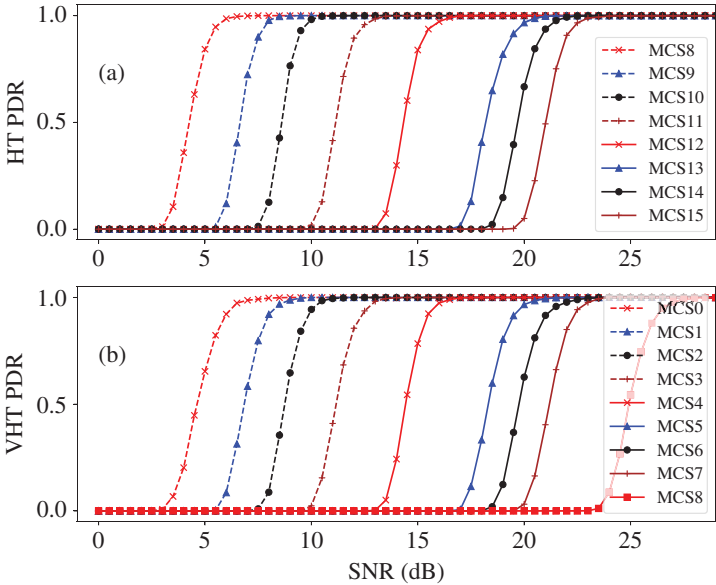 1.0
0.5
0.0
HT PDR
(a)
MCS8
MCS9
MCS10
MCS11
MCS12
MCS13
MCS14
MCS15
0
5
10
15
20
25
1.0
0.5
0.0
VHT PDR
(b)
MCS0
MCS1
MCS2
MCS3
MCS4
MCS5
MCS6
MCS7
MCS8
0
5
10
15
20
25
SNR (dB)